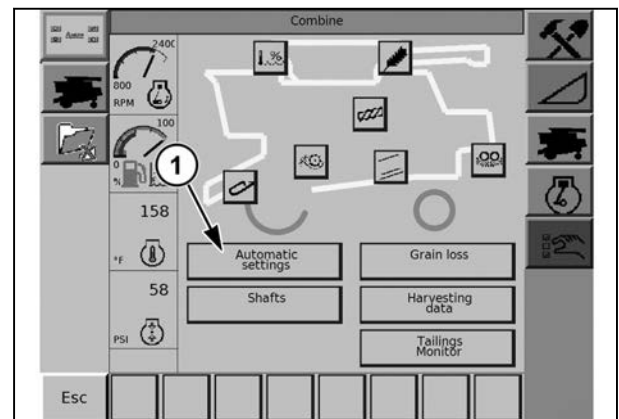 Combine
2400
800
RPM
1.%
100
0
%
1
158
°F
58
PSI
Automatic
settings
Grain loss
Shafts
Harvesting
data
Tailings
Monitor
Esc